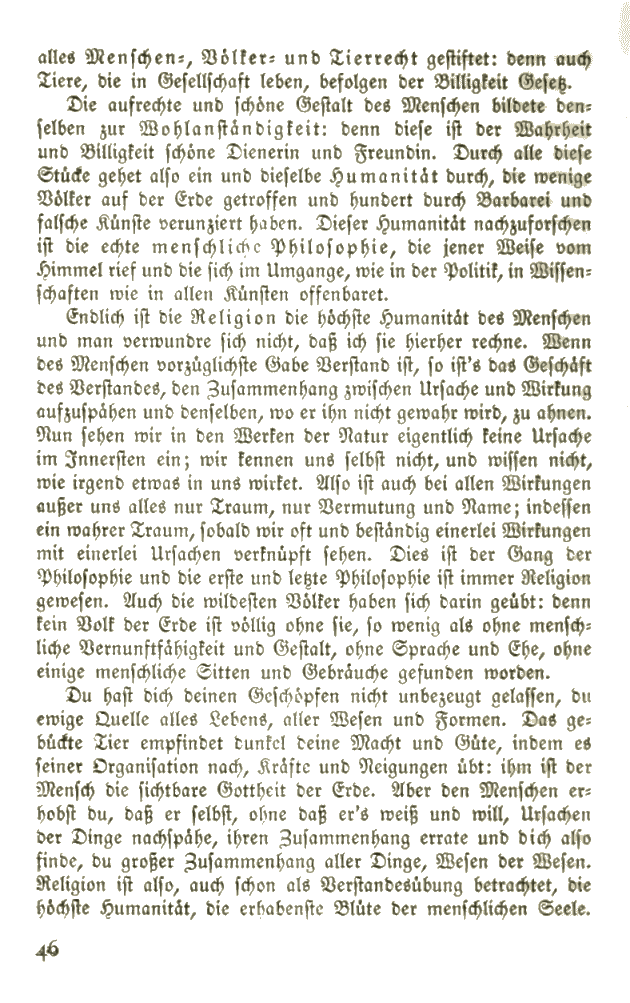 alles Menschen-, Völker- und Tierrecht gestiftet: denn auch
Tiere, die in Gesellschaft leben, befolgen der Billigkeit Gesetz.
Die aufrechte und schöne Gestalt des Menschen bildete den-
selben zur Wohlanständigkeit: denn diese ist der Wahrheit
und Billigkeit schöne Dienerin und Freundin. Durch alle diese
Stücke gehet also ein und dieselbe Humanität durch, die wenige
Völker auf der Erde getroffen und hundert durch Barbarei und
falsche Künste verunziert haben. Dieser Humanität nachzuforschen
ist die echte menschliche Philosophie, die jener Weise vom
Himmel rief und die sich im Umgange, wie in der Politik, in Wissen-
schaften wie in allen Künsten offenbaret.
Endlich ist die Religion die höchste Humanität des Menschen
und man verwundre sich nicht, daß ich sie hierher rechne. Wenn
des Menschen vorzüglichste Gabe Verstand ist, so ist's das Geschäft
des Verstandes, den Zusammenhang zwischen Ursache und Wirkung
aufzuspähen und denselben, wo er ihn nicht gewahr wird, zu ahnen.
Nun sehen wir in den Werken der Natur eigentlich keine Ursache
im Innersten ein; wir kennen uns selbst nicht, und wissen nicht,
wie irgend etwas in uns wirket. Also ist auch bei allen Wirkungen
außer uns alles nur Traum, nur Vermutung und Name; indessen
ein wahrer Traum, sobald wir oft und beständig einerlei Wirkungen
mit einerlei Ursachen verknüpft sehen. Dies ist der Gang der
Philosophie und die erste und letzte Philosophie ist immer Religion
gewesen. Auch die wildesten Völker haben sich darin geübt: denn
kein Volk der Erde ist völlig ohne sie, so wenig als ohne mensch-
liche Vernunftfähigkeit und Gestalt, ohne Sprache und Ehe, ohne
einige menschliche Sitten und Gebräuche gefunden worden.
Du hast dich deinen Geschöpfen nicht unbezeugt gelassen, du
ewige Quelle alles Lebens, aller Wesen und Formen. Das ge-
bückte Tier empfindet dunkel deine Macht und Güte, indem es
seiner Organisation nach, Kräfte und Neigungen übt: ihm ist der
Mensch die sichtbare Gottheit der Erde. Aber den Menschen er-
hobst du, daß er selbst, ohne daß er's weiß und will, Ursachen
der Dinge nachspähe, ihren Zusammenhang errate und dich also
finde, du großer Zusammenhang aller Dinge, Wesen der Wesen.
Religion ist also, auch schon als Verstandesübung betrachtet, die
höchste Humanität, die erhabenste Blüte der menschlichen Seele.
46